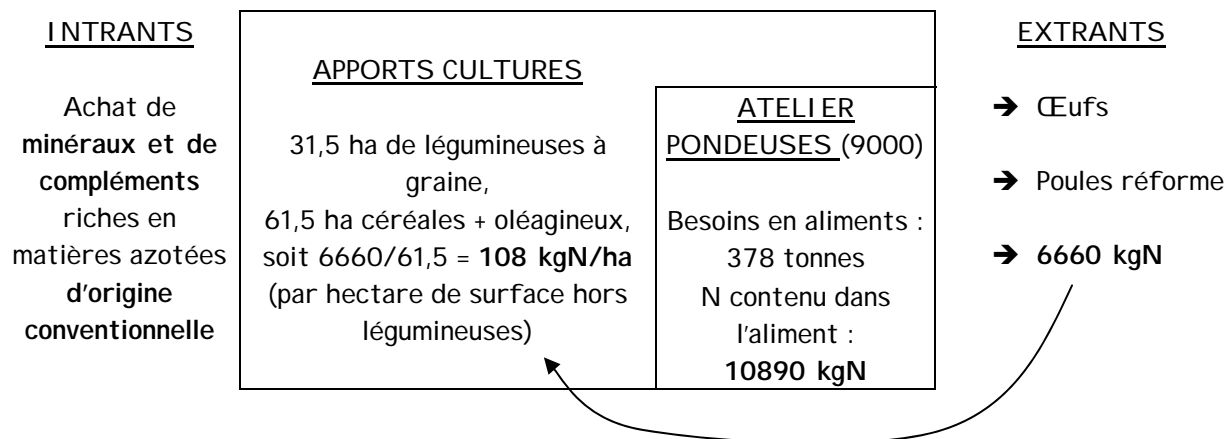 INTRANTS
Achat de
minéraux et de
compléments
riches en
matières azotées
d'origine
conventionnelle
APPORTS CULTURES
31,5 ha de légumineuses à
graine,
61,5 ha céréales + oléagineux,
soit 6660/61,5 = 108 kgN/ha
(par hectare de surface hors
légumineuses)
ATELIER
PONDEUSES (9000)
Besoins en aliments :
378 tonnes
N contenu dans
l'aliment :
10890 kgN
EXTRANTS
➔ Œufs
➔ Poules réforme
➔ 6660 kgN